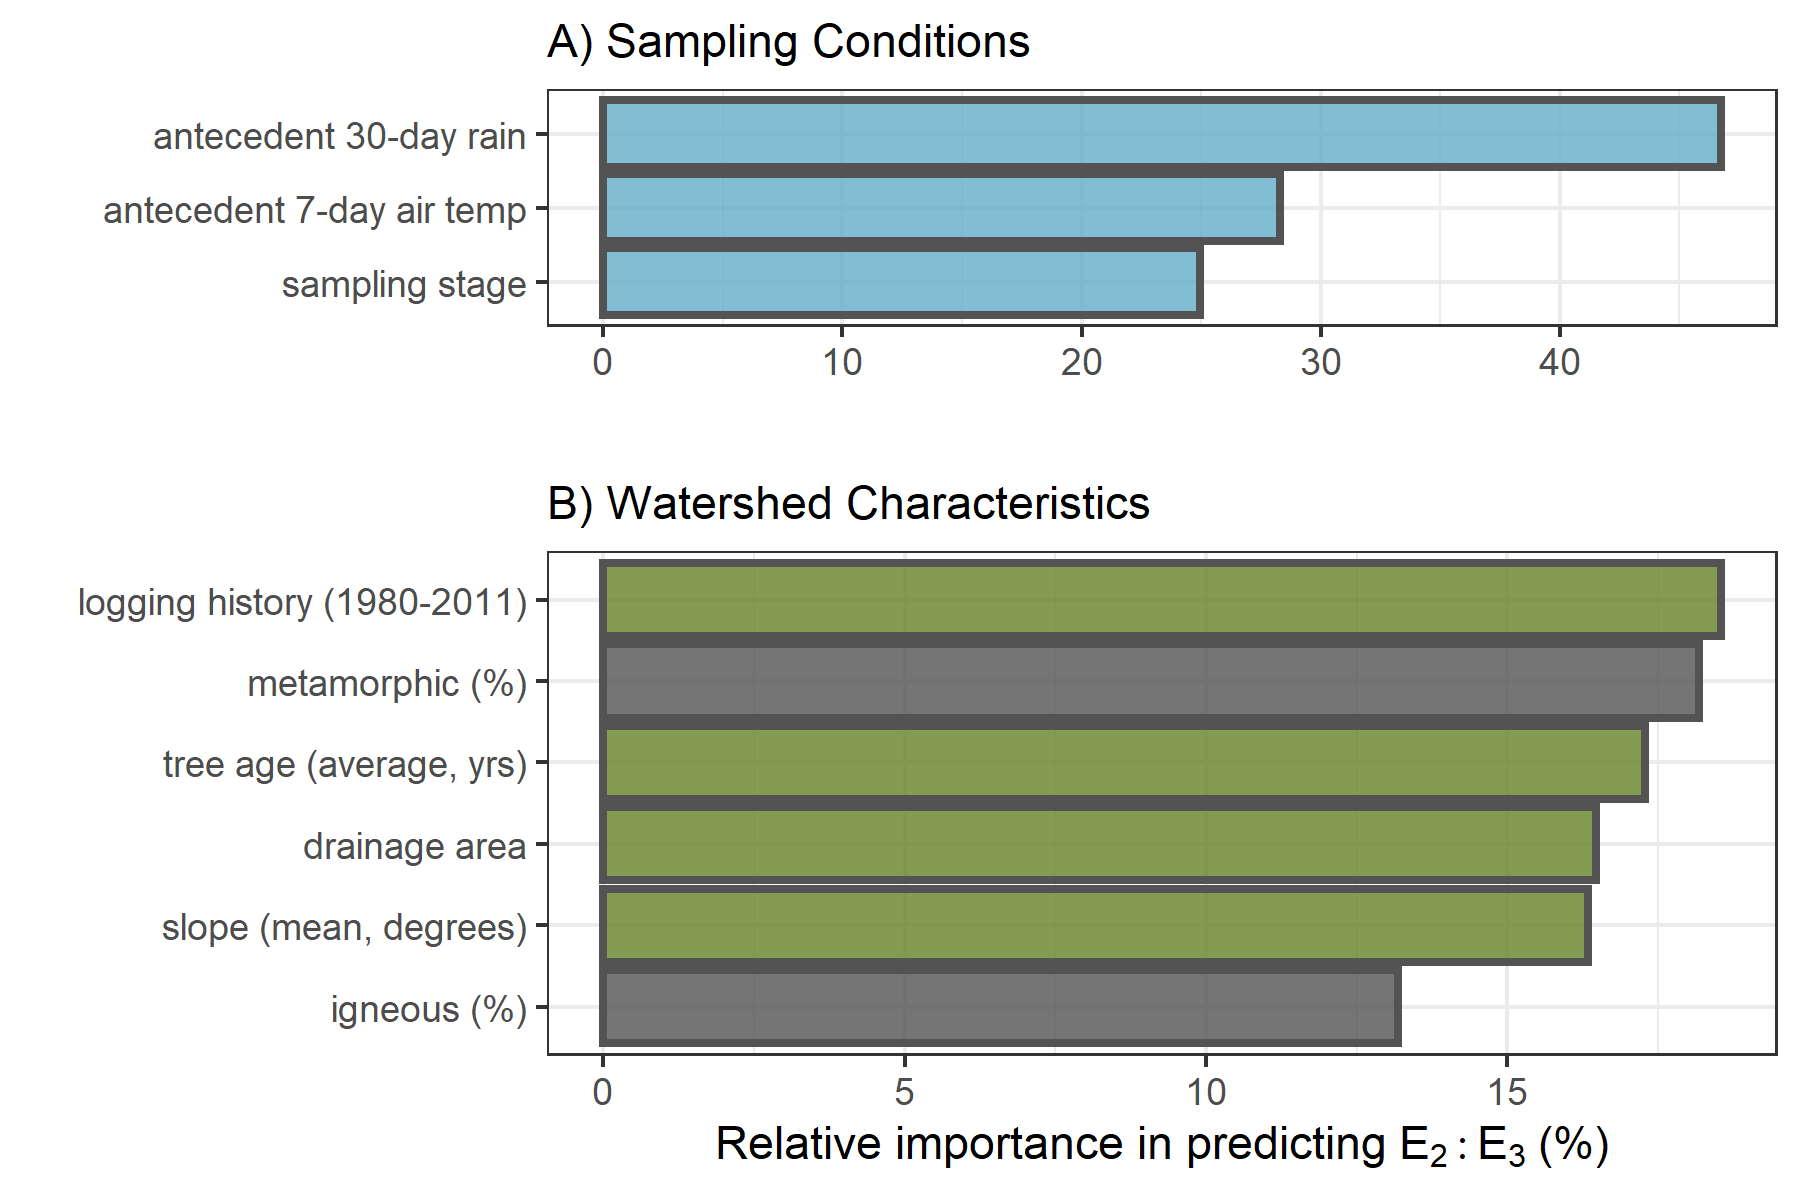 A) Sampling Conditions
antecedent 30-day rain
antecedent 7-day air temp
sampling stage
0 10 20 30 40
B) Watershed Characteristics
logging history (1980-2011)
metamorphic (%)
tree age (average, yrs)
drainage area
slope (mean, degrees)
igneous (%)
0 5 10 15
Relative importance in predicting E₂ : E₃ (%)